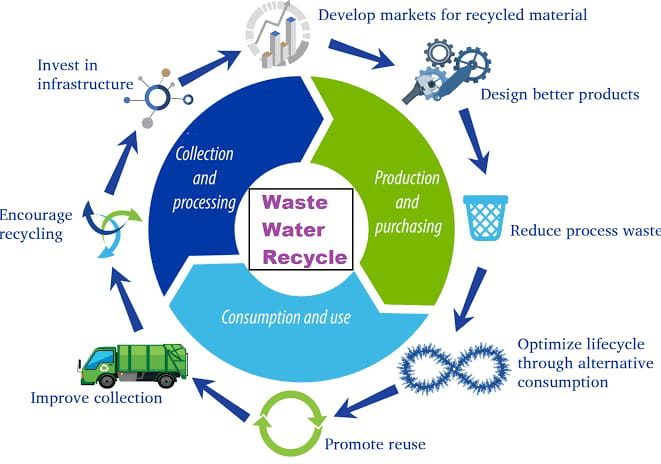 Develop markets for recycled material
Invest in
infrastructure
Design better products
Collection
and
processing
Production
and
purchasing
Waste
Water
Recycle
Encourage
recycling
Reduce process waste
Consumption and use
Optimize lifecycle
through alternative
consumption
Improve collection
Promote reuse